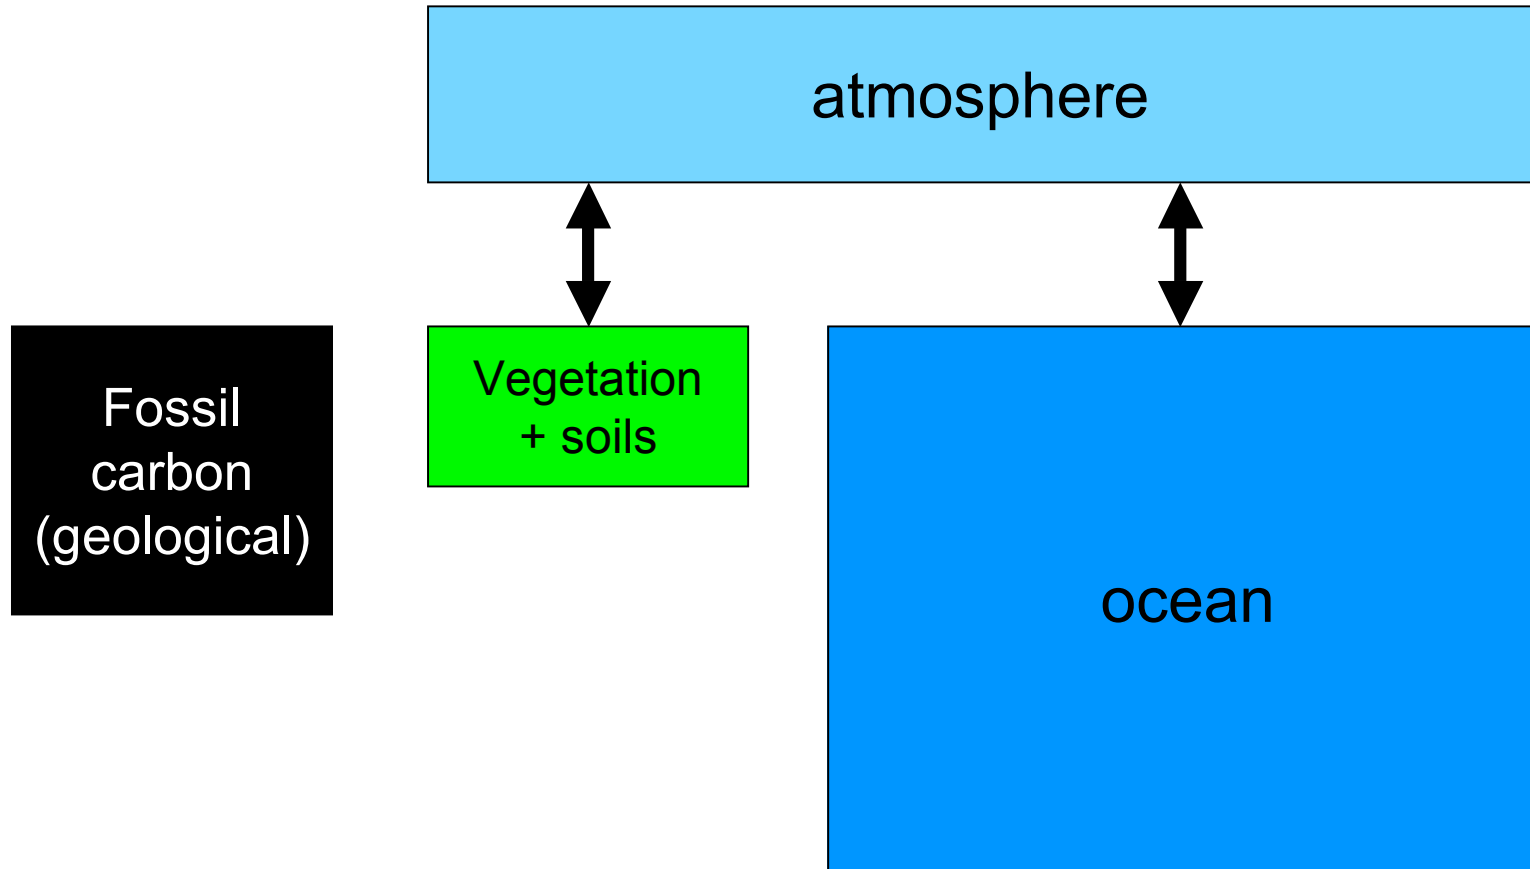 atmosphere
Fossil
carbon
(geological)
Vegetation
+ soils
ocean